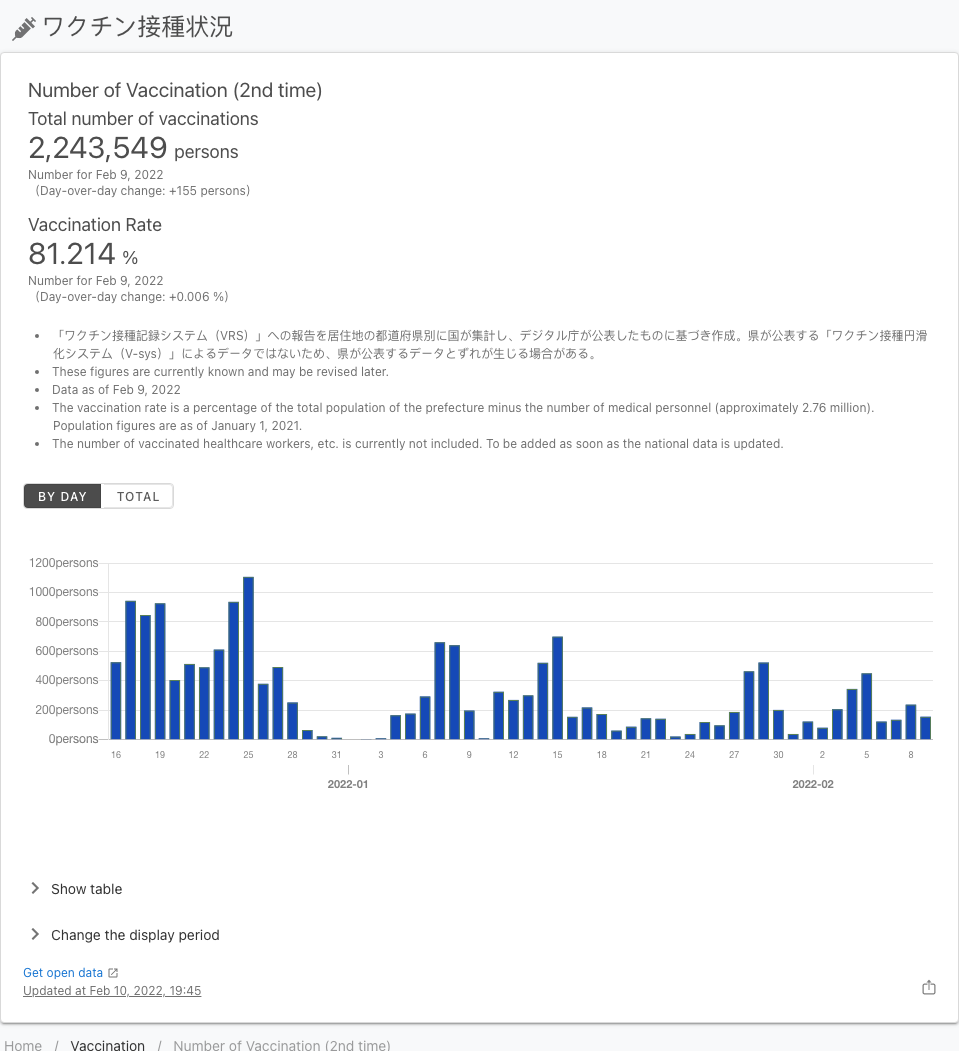 ワクチン接種状況
Number of Vaccination (2nd time)
Total number of vaccinations
2,243,549 persons
Number for Feb 9, 2022
（Day-over-day change: +155 persons）
Vaccination Rate
81.214 %
Number for Feb 9, 2022
（Day-over-day change: +0.006 %）
• 「ワクチン接種記録システム（VRS）」への報告を居住地の都道府県別に国が集計し、デジタル庁が公表したものに基づき作成。県が公表する「ワクチン接種円滑
化システム（V-sys）」によるデータではないため、県が公表するデータとずれが生じる場合がある。
• These figures are currently known and may be revised later.
• Data as of Feb 9, 2022
• The vaccination rate is a percentage of the total population of the prefecture minus the number of medical personnel (approximately 2.76 million).
Population figures are as of January 1, 2021.
• The number of vaccinated healthcare workers, etc. is currently not included. To be added as soon as the national data is updated.
BY DAY TOTAL
1200persons
1000persons
800persons
600persons
400persons
200persons
0persons
16 19 22 25 28 31 3 6 9 12 15 18 21 24 27 30 2 5 8
2022-01 2022-02
Show table
Change the display period
Get open data
Updated at Feb 10, 2022, 19:45
Home / Vaccination / Number of Vaccination (2nd time)